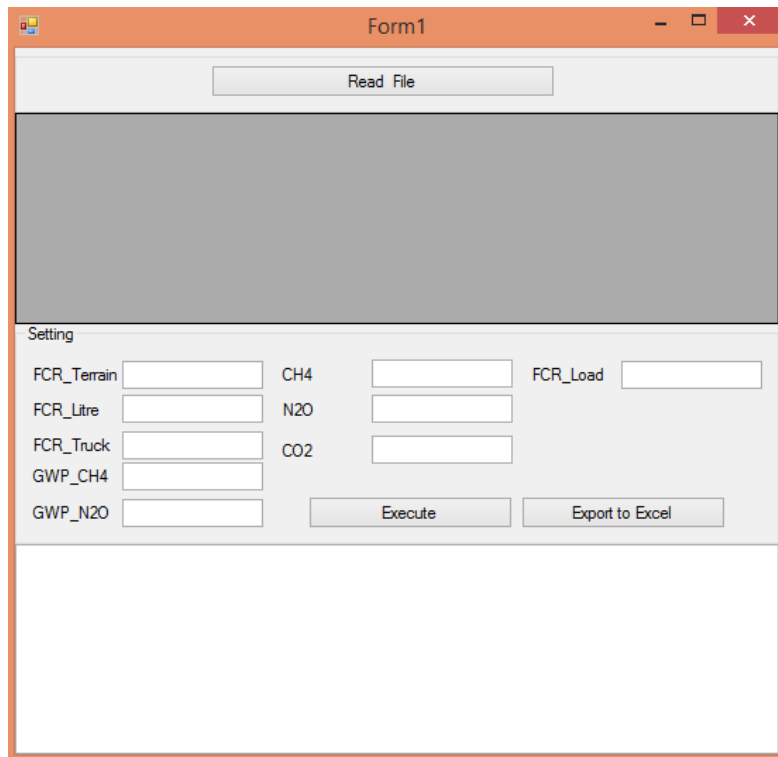 Form1
Read File
Setting
FCR_Terrain
CH4
FCR_Load
FCR_Litre
N2O
FCR_Truck
CO2
GWP_CH4
GWP_N2O
Execute
Export to Excel